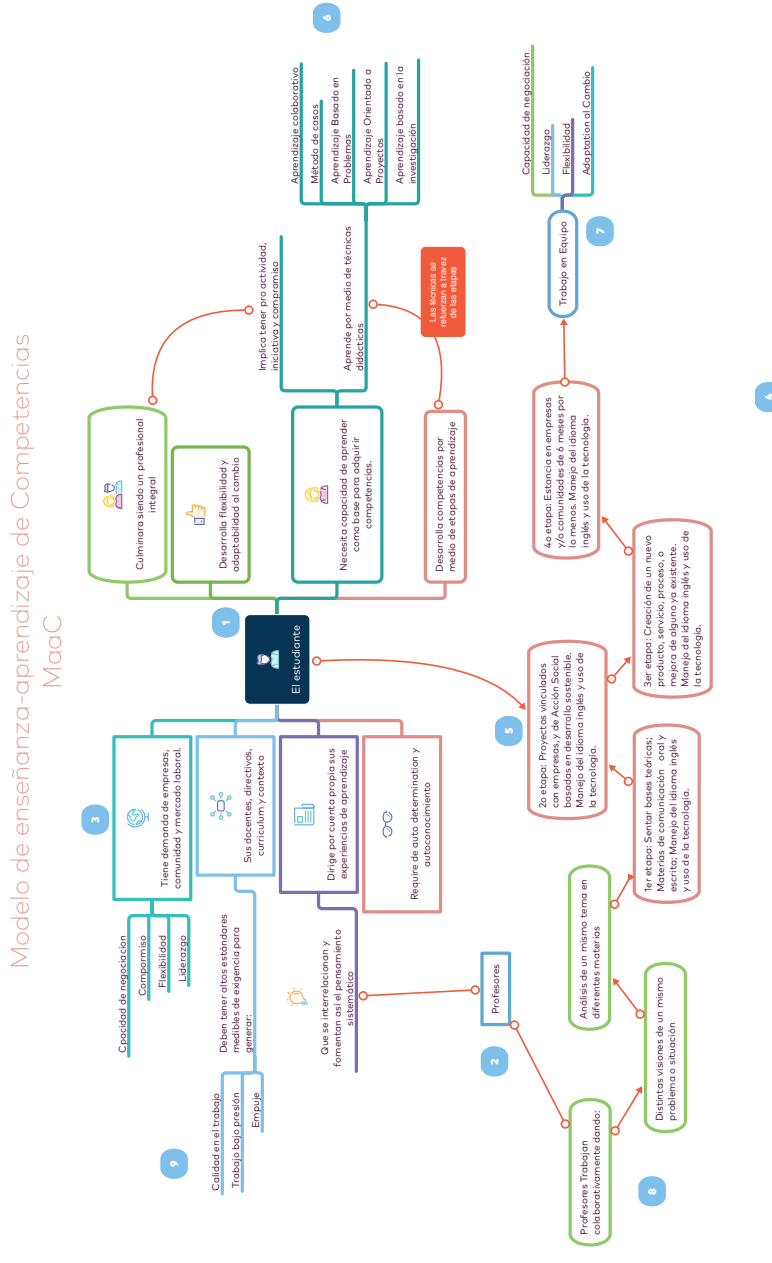 Modelo de enseñanza-aprendizaje de Competencias
MaaC
1
El estudiante
3
Tiene demanda de empresas,
comunidad y mercado laboral.
Cpacidad de negociacion
Compormiso
Flexibilidad
Liderazgo
Sus docentes, directivos,
curriculum y contexto
Deben tener altos estándares
medibles de exigencia para
generar:
9
Calidad en el trabajo
Trabajo bajo presión
Empuje
Dirige por cuenta propia sus
experiencias de aprendizaje
Que se interrelacionan y
fomentan así el pensamiento
sistemático
Require de auto determination y
autoconocimiento
Culminara siendo un profesional
integral
Desarrolla flexibilidad y
adaptabilidad al cambio
Necesita capacidad de aprender
como base para adquirir
competencias.
Implica tener pro actividad,
iniciativa y compromiso
Aprende por medio de técnicas
didácticas
6
Aprendizaje colaborativo
Método de casos
Aprendizaje Basado en
Problemas
Aprendizaje Orientado a
Proyectos
Aprendizaje basado en la
investigación
Las técnicas se
refuerzan a travez
de las etapas
Desarrolla competencias por
medio de etapas de aprendizaje
2
Profesores
8
Profesores Trabajan
colaborativamente dando:
Distintas visiones de un mismo
problema o situación
Análisis de un mismo tema en
diferentes materias
1er etapa: Sentar bases teóricas;
Materias de comunicación oral y
escrito; Manejo del idioma inglés
y uso de la tecnología.
5
2o etapa: Proyectos vinculados
con empresas, y de Acción Social
basadas en desarrollo sostenible.
Manejo del idioma inglés y uso de
la tecnología.
3er etapa: Creación de un nuevo
producto, servicio, proceso, o
mejora de alguno ya existente.
Manejo del idioma inglés y uso de
la tecnología.
4o etapa: Estancia en empresas
y/o comunidades de 6 meses por
lo menos. Manejo del idioma
inglés y uso de la tecnología.
7
Trabajo en Equipo
Capacidad de negociación
Liderazgo
Flexibilidad
Adaptation al Cambio
4